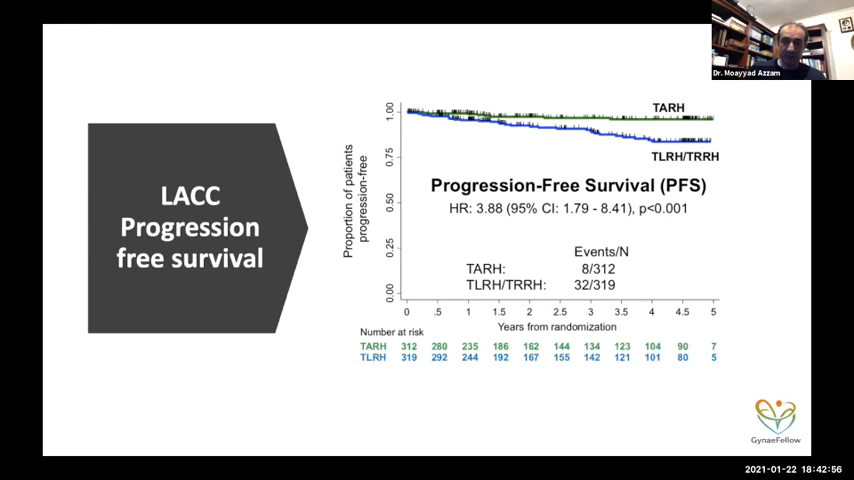 Dr. Moayyad Azzam
LACC
Progression
free survival
TARH
TLRH/TRRH
Progression-Free Survival (PFS)
HR: 3.88 (95% CI: 1.79 - 8.41), p<0.001
Events/N
TARH: 8/312
TLRH/TRRH: 32/319
Proportion of patients
progression-free
1.00
0.75
0.50
0.25
0.00
0 .5 1 1.5 2 2.5 3 3.5 4 4.5 5
Years from randomization
Number at risk
TARH 312 280 235 186 162 144 134 123 104 90 7
TLRH 319 292 244 192 167 155 142 121 101 80 5
GynaeFellow
2021-01-22 18:42:56